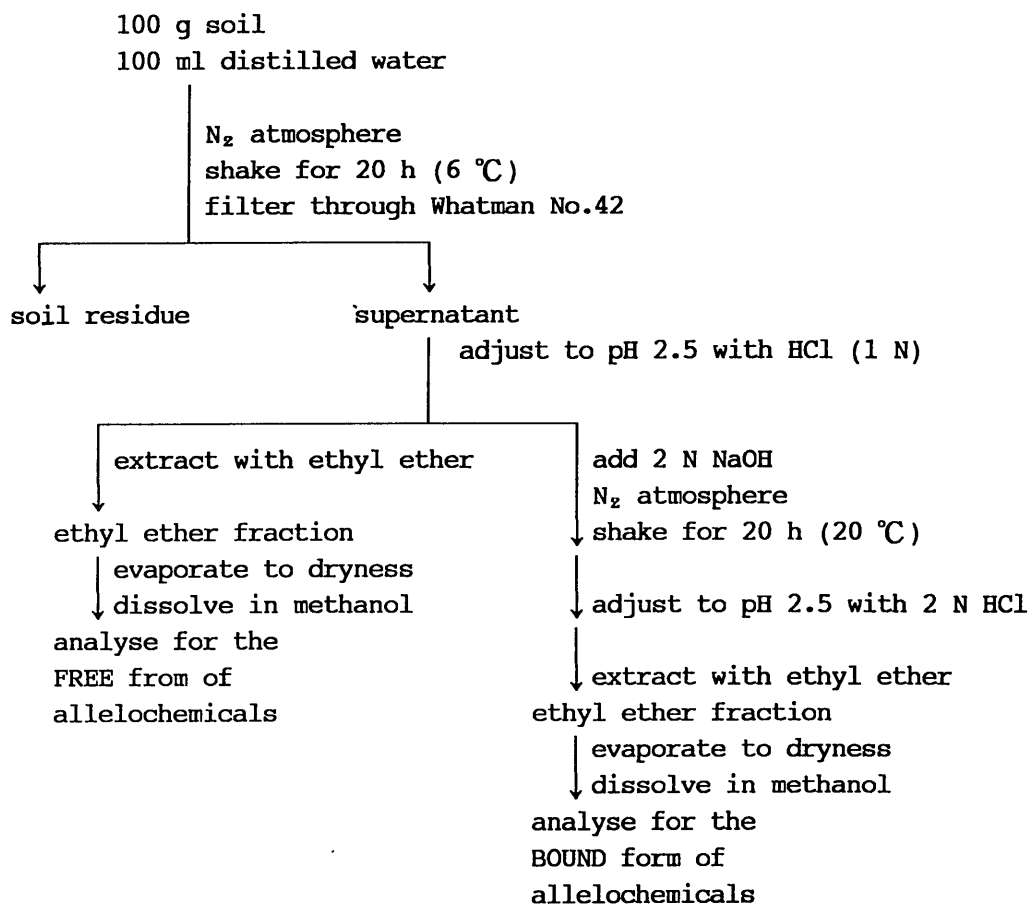 100 g soil
100 ml distilled water
N₂ atmosphere
shake for 20 h (6 ℃)
filter through Whatman No.42
soil residue
supernatant
adjust to pH 2.5 with HCl (1 N)
extract with ethyl ether
ethyl ether fraction
evaporate to dryness
dissolve in methanol
analyse for the
FREE from of
allelochemicals
add 2 N NaOH
N₂ atmosphere
shake for 20 h (20 ℃)
adjust to pH 2.5 with 2 N HCl
extract with ethyl ether
ethyl ether fraction
evaporate to dryness
dissolve in methanol
analyse for the
BOUND form of
allelochemicals